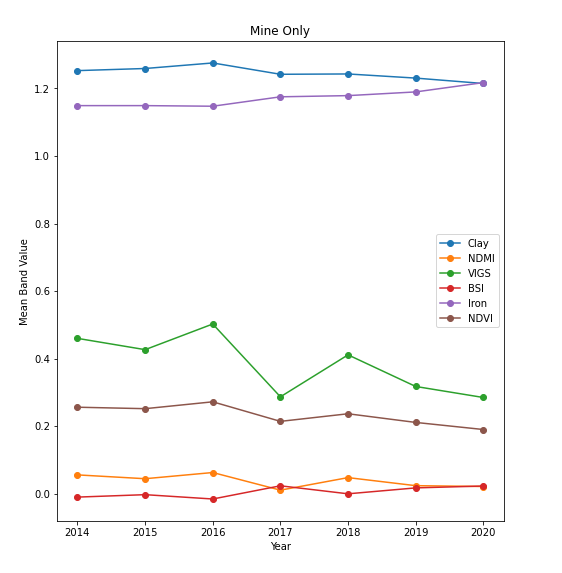 Mine Only
Mean Band Value
1.2
1.0
0.8
0.6
0.4
0.2
0.0
Clay
NDMI
VIGS
BSI
Iron
NDVI
2014 2015 2016 2017 2018 2019 2020
Year